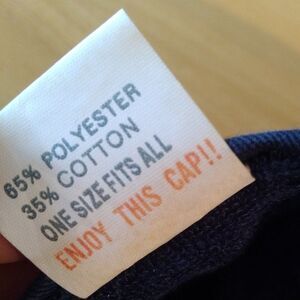 65% POLYESTER
35% COTTON
ONE SIZE FITS ALL
ENJOY THIS CAP!!